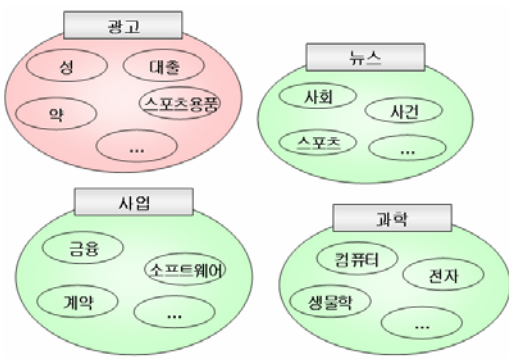 광고
성
대출
약
스포츠용품
...
뉴스
사회
사건
스포츠
...
사업
금융
소프트웨어
계약
...
과학
컴퓨터
전자
생물학
...